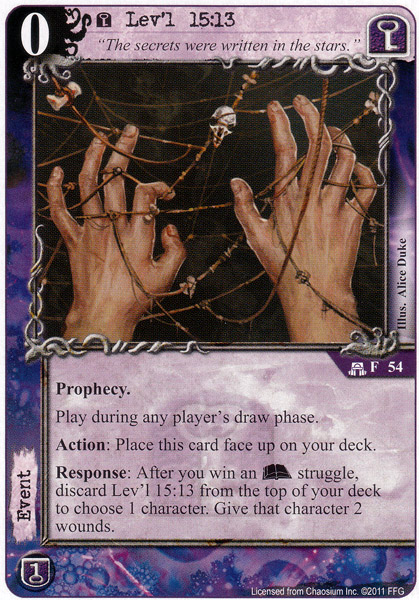 0
Lev'l 15:13
"The secrets were written in the stars."
Illus. Alice Duke
F 54
Prophecy.
Play during any player's draw phase.
Action: Place this card face up on your deck.
Response: After you win an struggle,
discard Lev'l 15:13 from the top of your deck
to choose 1 character. Give that character 2
wounds.
Event
1
Licensed from Chaosium Inc. ©2011 FFG